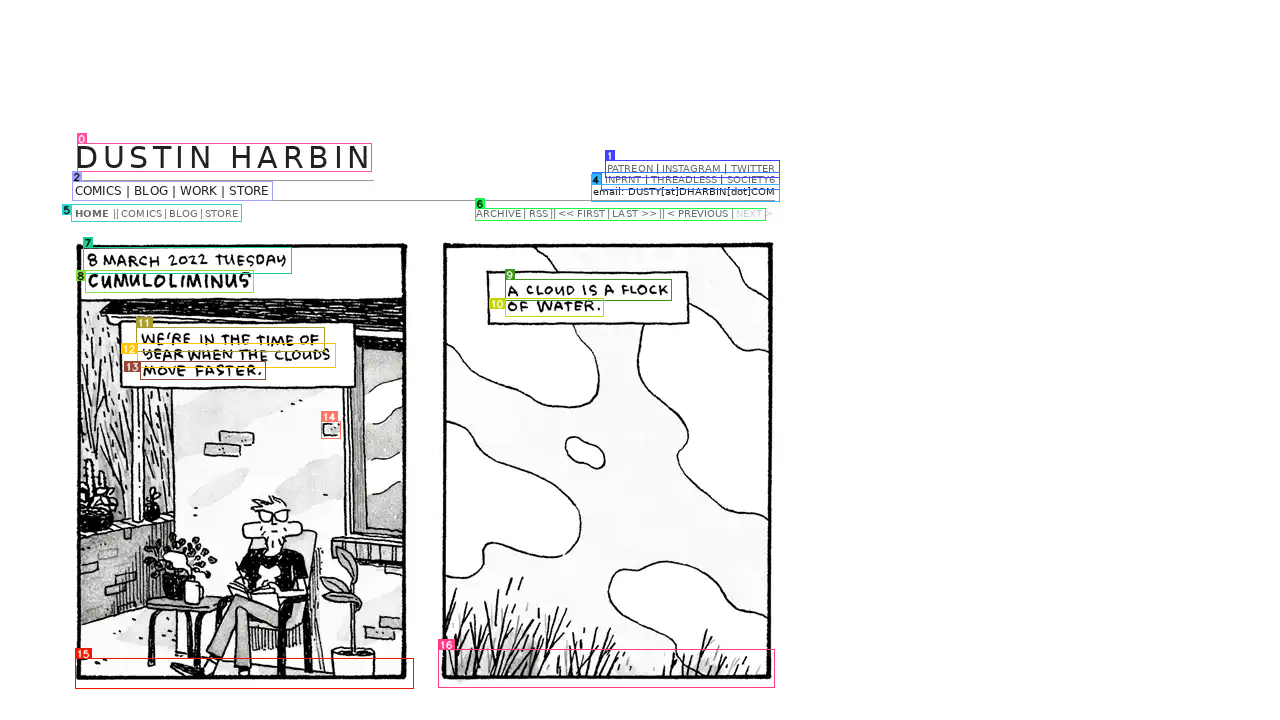 DUSTIN HARBIN
PATREON | INSTAGRAM | TWITTER
INPRNT | THREADLESS | SOCIETY6
COMICS | BLOG | WORK | STORE
email: DUSTY[at]DHARBIN[dot]COM
HOME || COMICS | BLOG | STORE
ARCHIVE | RSS || << FIRST | LAST >> || < PREVIOUS | NEXT >
8 MARCH 2022 TUESDAY
CUMULOLIMINUS
WE'RE IN THE TIME OF
YEAR WHEN THE CLOUDS
MOVE FASTER.
A CLOUD IS A FLOCK
OF WATER.